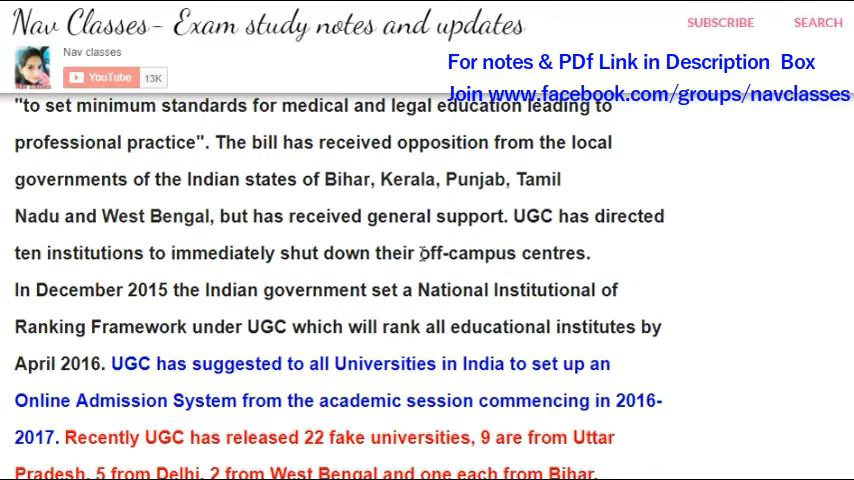 Nav Classes- Exam study notes and updates
SUBSCRIBE SEARCH
Nav classes
YouTube 13K
Nav classes
For notes & PDf Link in Description Box
Join www.facebook.com/groups/navclasses
"to set minimum standards for medical and legal education leading to
professional practice". The bill has received opposition from the local
governments of the Indian states of Bihar, Kerala, Punjab, Tamil
Nadu and West Bengal, but has received general support. UGC has directed
ten institutions to immediately shut down their off-campus centres.
In December 2015 the Indian government set a National Institutional of
Ranking Framework under UGC which will rank all educational institutes by
April 2016. UGC has suggested to all Universities in India to set up an
Online Admission System from the academic session commencing in 2016-
2017. Recently UGC has released 22 fake universities, 9 are from Uttar
Pradesh, 5 from Delhi, 2 from West Bengal and one each from Bihar,